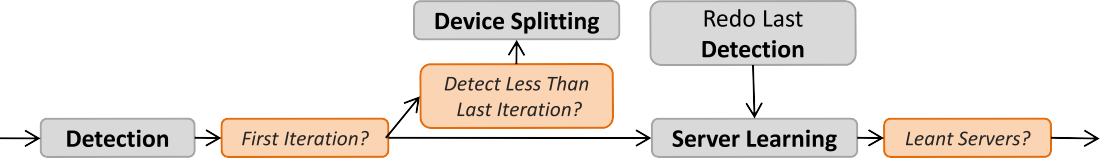 Device Splitting
Redo Last
Detection
Detect Less Than
Last Iteration?
Detection
First Iteration?
Server Learning
Leant Servers?